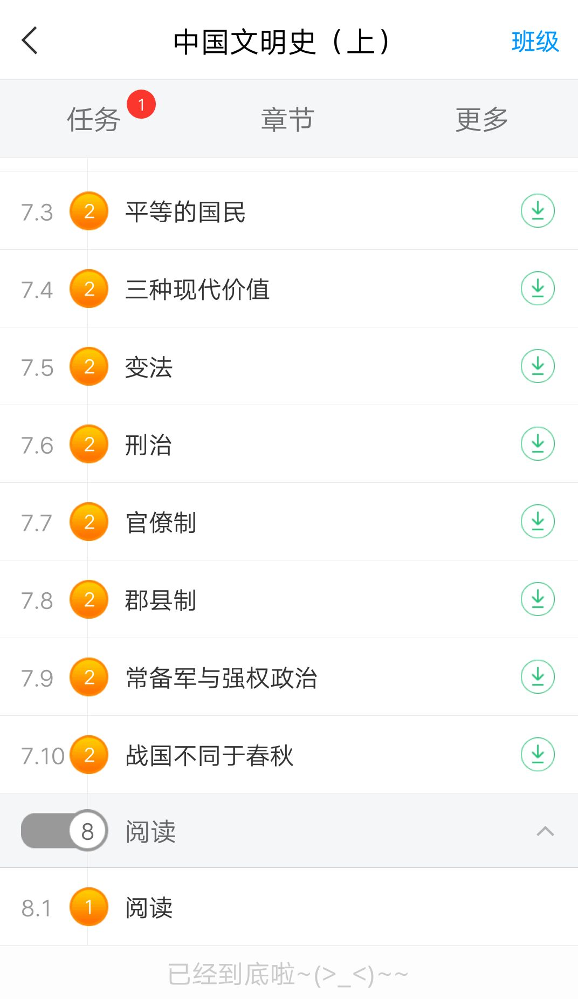 中国文明史（上）
班级
任务 1
章节
更多
7.3 2 平等的国民
7.4 2 三种现代价值
7.5 2 变法
7.6 2 刑治
7.7 2 官僚制
7.8 2 郡县制
7.9 2 常备军与强权政治
7.10 2 战国不同于春秋
8 阅读
8.1 1 阅读
已经到底啦~(>_<)~~